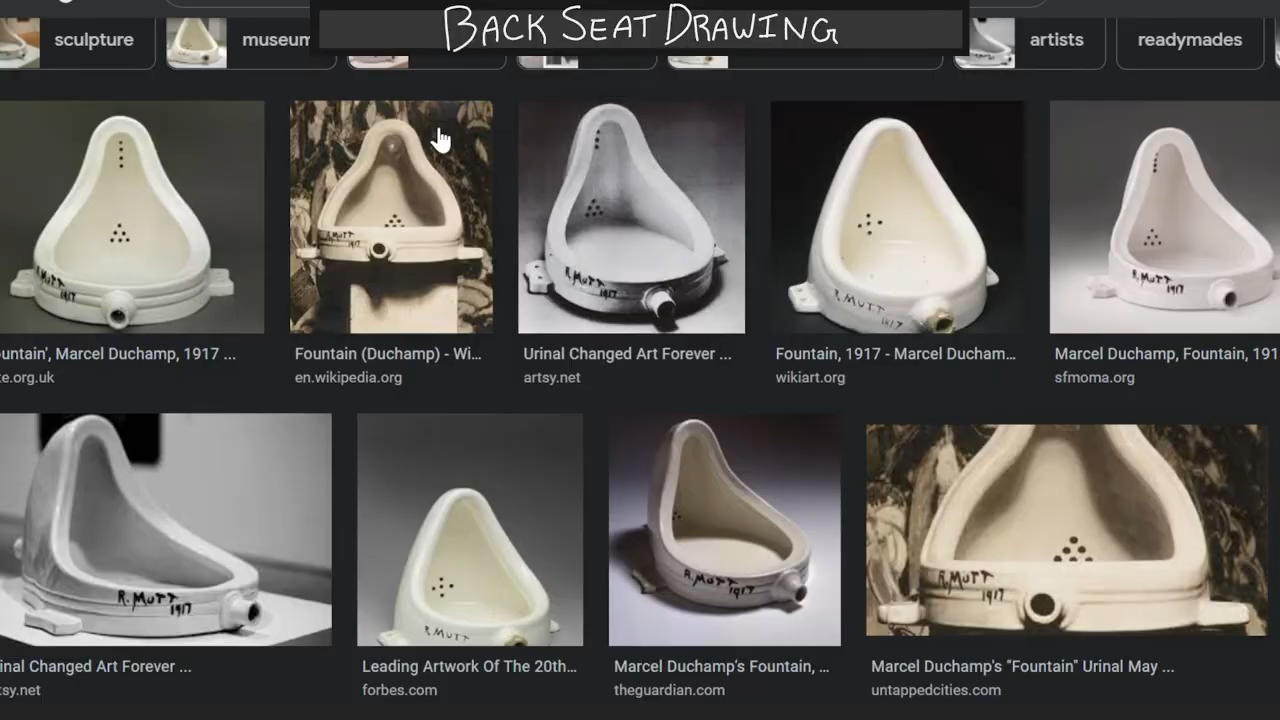 BACK SEAT DRAWING
sculpture
museum
artists
readymades
R. MUTT
1917
R. MUTT
1917
R. MUTT
1917
R. MUTT
1917
R. MUTT
1917
ountain', Marcel Duchamp, 1917 ...
Fountain (Duchamp) - Wi...
Urinal Changed Art Forever ...
Fountain, 1917 - Marcel Ducham...
Marcel Duchamp, Fountain, 191
te.org.uk
en.wikipedia.org
artsy.net
wikiart.org
sfmoma.org
R. MUTT
1917
R. MUTT
R. MUTT
1917
R. MUTT
1917
inal Changed Art Forever ...
Leading Artwork Of The 20th...
Marcel Duchamp's Fountain, ...
Marcel Duchamp's "Fountain" Urinal May ...
tsy.net
forbes.com
theguardian.com
untappedcities.com